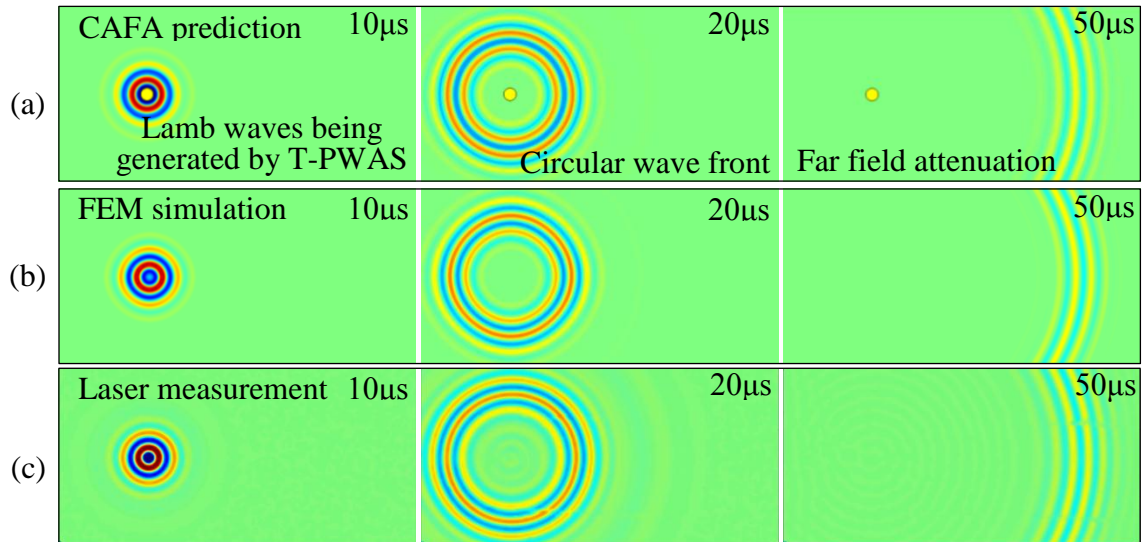 CAFA prediction 10μs 20μs 50μs
(a)
Lamb waves being
generated by T-PWAS Circular wave front Far field attenuation
FEM simulation 10μs 20μs 50μs
(b)
Laser measurement 10μs 20μs 50μs
(c)